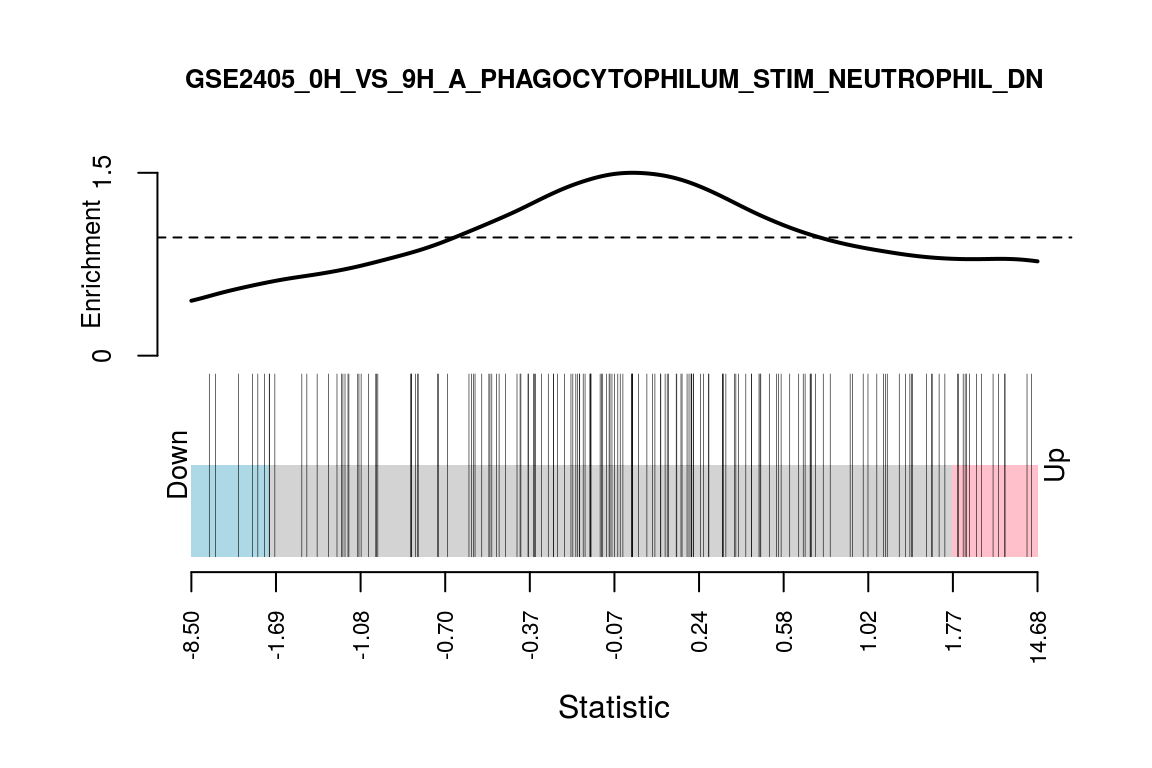 GSE2405_0H_VS_9H_A_PHAGOCYTOPHILUM_STIM_NEUTROPHIL_DN
Enrichment
1.5
0
Down
Up
-8.50
-1.69
-1.08
-0.70
-0.37
-0.07
0.24
0.58
1.02
1.77
14.68
Statistic